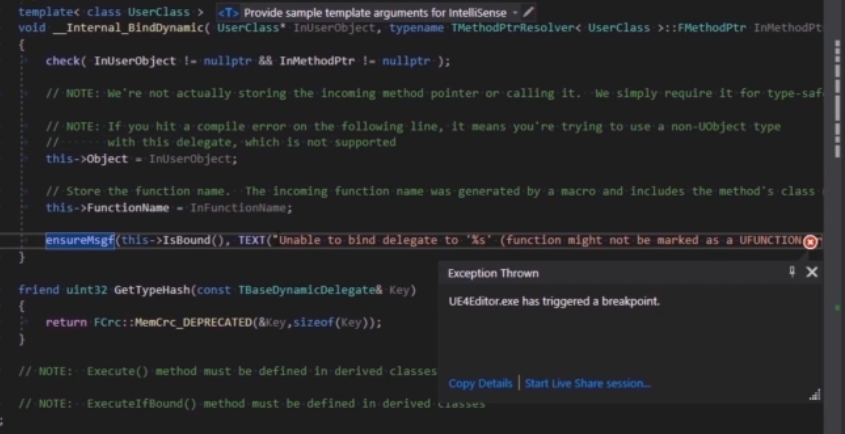 template< class UserClass > <T> Provide sample template arguments for IntelliSense
void __Internal_BindDynamic( UserClass* InUserObject, typename TMethodPtrResolver< UserClass >::FMethodPtr InMethodPt
{
check( InUserObject != nullptr && InMethodPtr != nullptr );
// NOTE: We're not actually storing the incoming method pointer or calling it. We simply require it for type-saf
// NOTE: If you hit a compile error on the following line, it means you're trying to use a non-UObject type
// with this delegate, which is not supported
this->Object = InUserObject;
// Store the function name. The incoming function name was generated by a macro and includes the method's class
this->FunctionName = InFunctionName;
ensureMsgf(this->IsBound(), TEXT("Unable to bind delegate to '%s' (function might not be marked as a UFUNCTION
}
Exception Thrown
UE4Editor.exe has triggered a breakpoint.
Copy Details | Start Live Share session...
friend uint32 GetTypeHash(const TBaseDynamicDelegate& Key)
{
return FCrc::MemCrc_DEPRECATED(&Key,sizeof(Key));
}
// NOTE: Execute() method must be defined in derived classes
// NOTE: ExecuteIfBound() method must be defined in derived classes
;